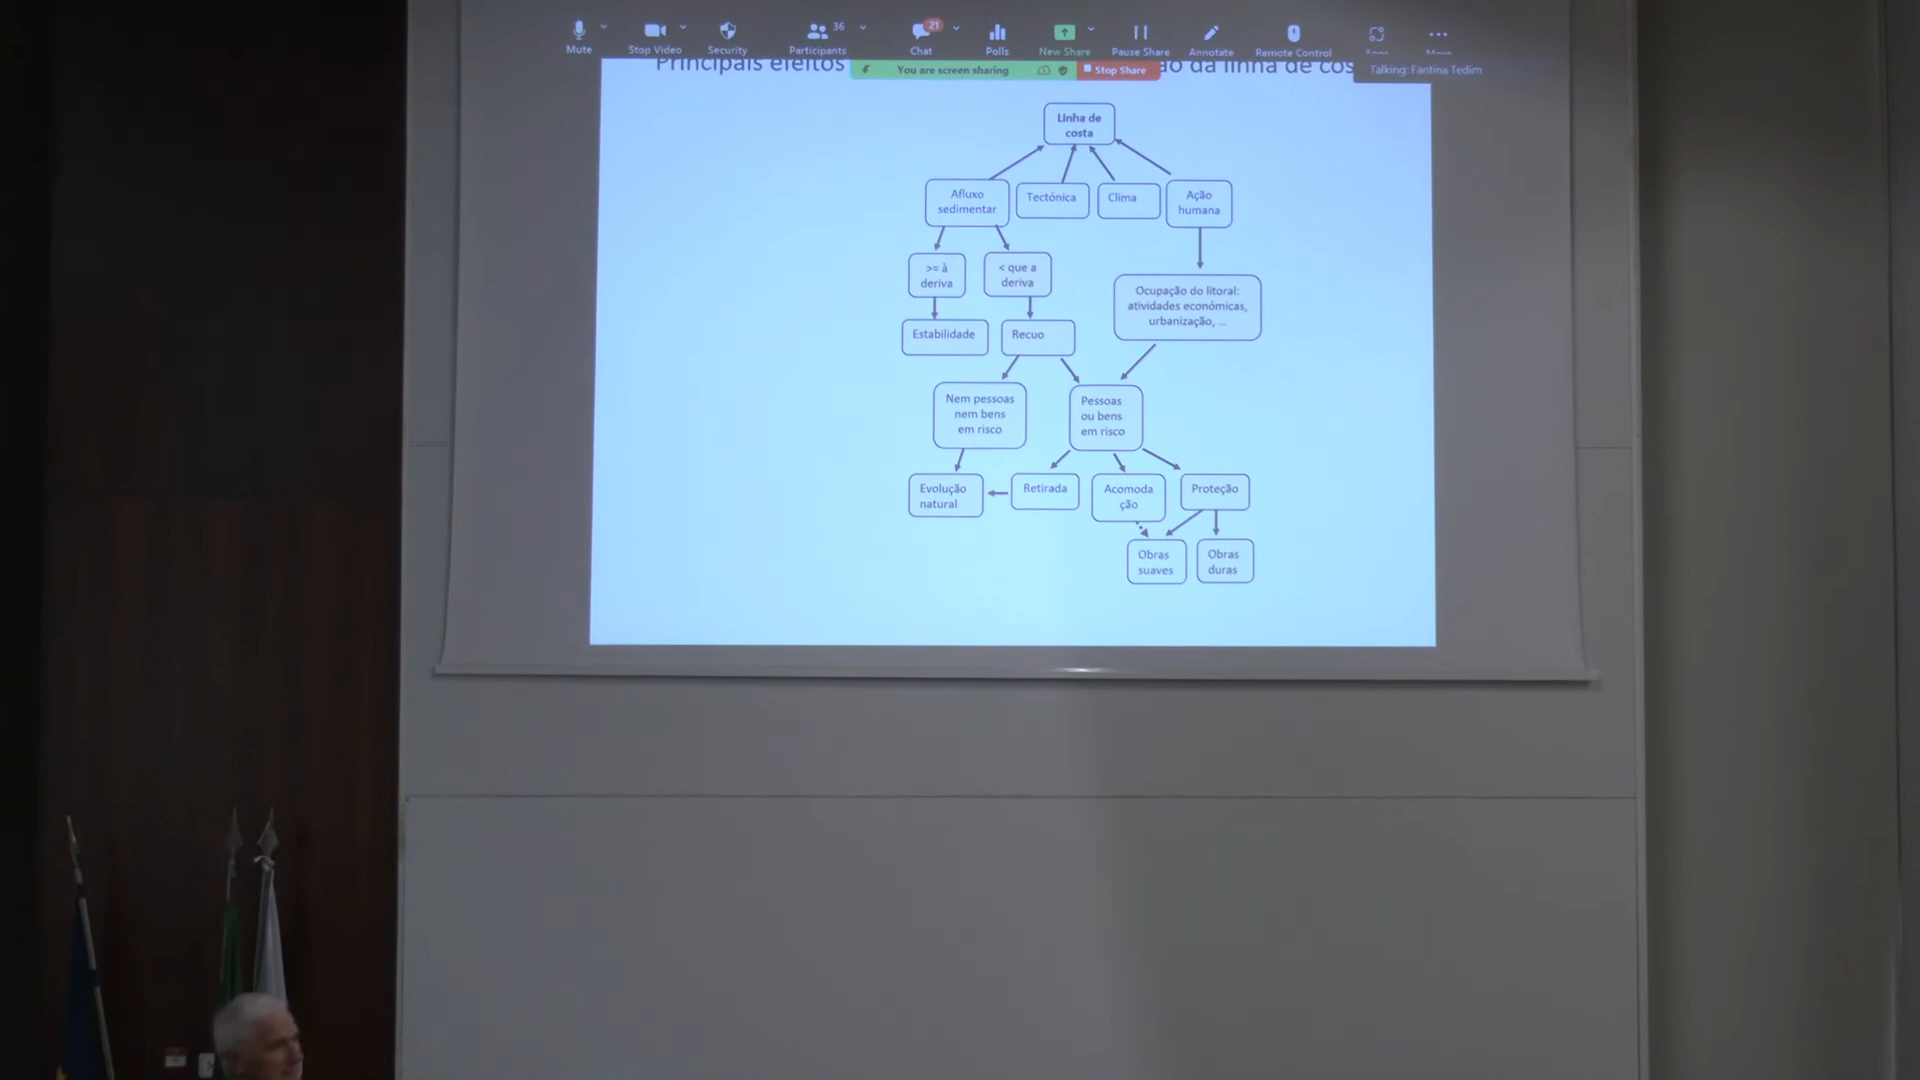 Mute
Stop Video
Security
36
Participants
21
Chat
Polls
New Share
Pause Share
Annotate
Remote Control
Principais efeitos
You are screen sharing
Stop Share
da linha de cos
Talking: Fantina Tedim
Linha de
costa
Afluxo
sedimentar
Tectónica
Clima
Ação
humana
>= à
deriva
< que a
deriva
Ocupação do litoral:
atividades económicas,
urbanização, ...
Estabilidade
Recuo
Nem pessoas
nem bens
em risco
Pessoas
ou bens
em risco
Evolução
natural
Retirada
Acomoda
ção
Proteção
Obras
suaves
Obras
duras